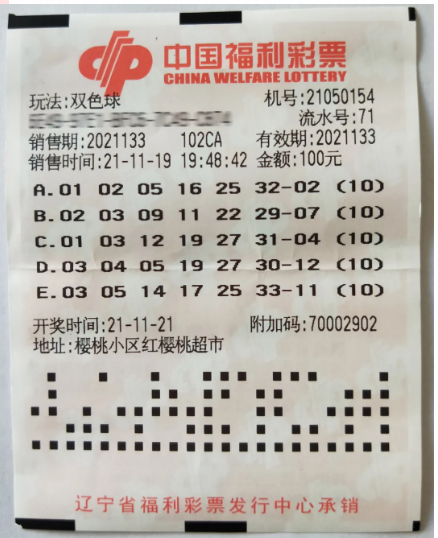 中国福利彩票
CHINA WELFARE LOTTERY
玩法:双色球 机号:21050154
流水号:71
销售期:2021133 102CA 有效期:2021133
销售时间:21-11-19 19:48:42 金额:100元
A.01 02 05 16 25 32-02 (10)
B.02 03 09 11 22 29-07 (10)
C.01 03 12 19 27 31-04 (10)
D.03 04 05 19 27 30-12 (10)
E.03 05 14 17 25 33-11 (10)
开奖时间:21-11-21 附加码:70002902
地址:樱桃小区红樱桃超市
辽宁省福利彩票发行中心承销